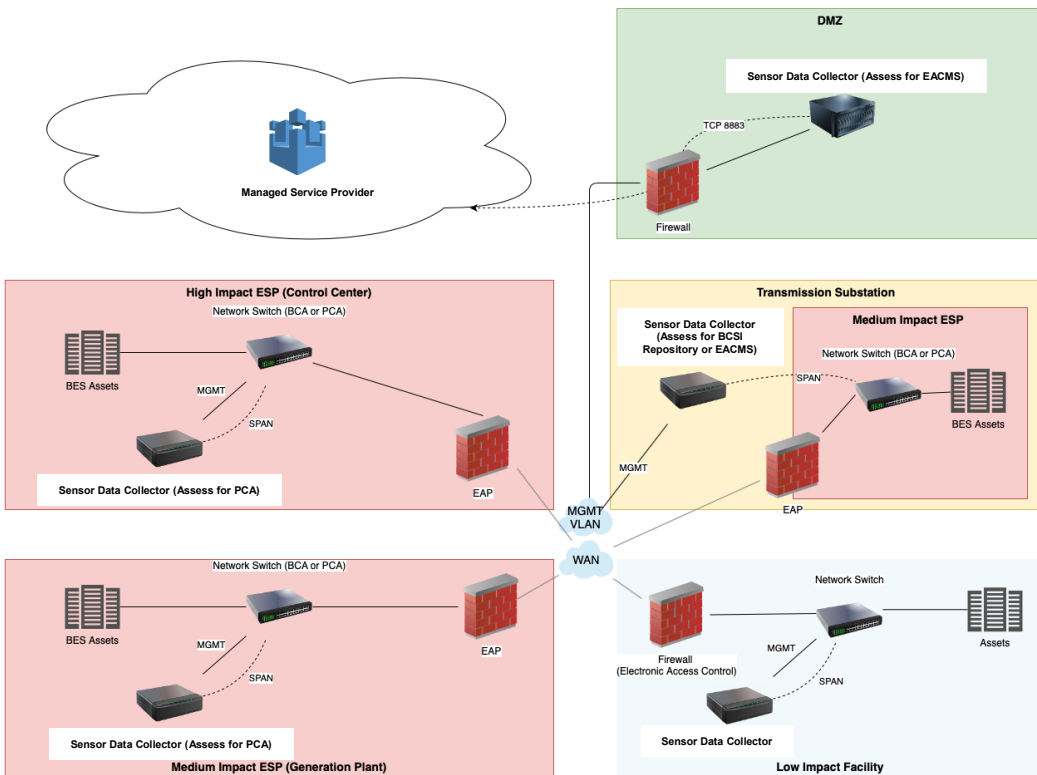 DMZ
Sensor Data Collector (Assess for EACMS)
TCP 8883
Firewall
Managed Service Provider
High Impact ESP (Control Center)
Network Switch (BCA or PCA)
BES Assets
MGMT
SPAN
Sensor Data Collector (Assess for PCA)
EAP
Transmission Substation
Sensor Data Collector
(Assess for BCSI
Repository or EACMS)
Medium Impact ESP
Network Switch (BCA or PCA)
SPAN
BES Assets
MGMT
EAP
MGMT
VLAN
WAN
Network Switch (BCA or PCA)
BES Assets
MGMT
SPAN
EAP
Sensor Data Collector (Assess for PCA)
Medium Impact ESP (Generation Plant)
Network Switch
Firewall
(Electronic Access Control)
MGMT
SPAN
Assets
Sensor Data Collector
Low Impact Facility